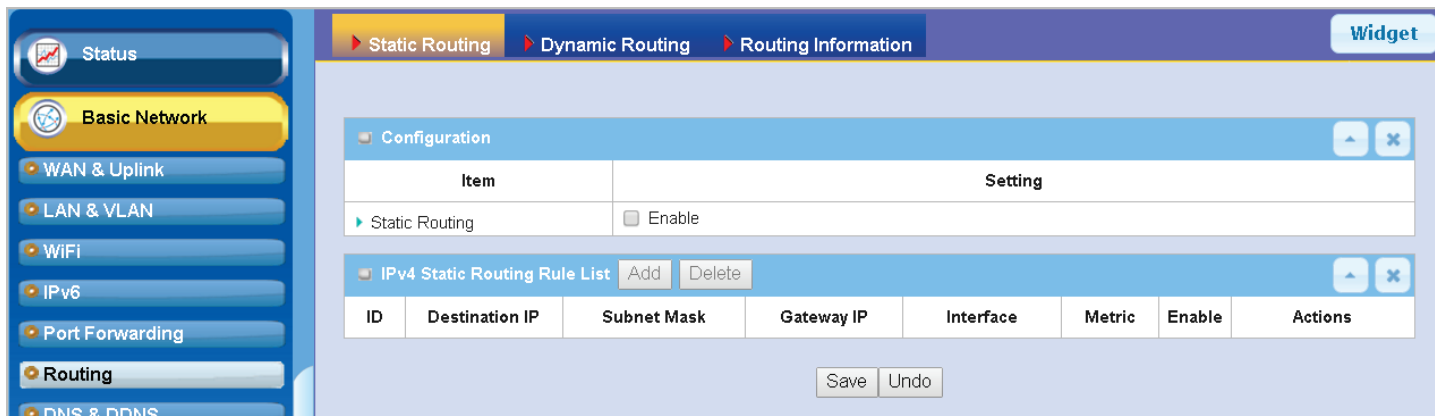 Status
Basic Network
WAN & Uplink
LAN & VLAN
WiFi
IPv6
Port Forwarding
Routing
DNS & DDNS
Static Routing Dynamic Routing Routing Information Widget
Configuration
Item Setting
Static Routing Enable
IPv4 Static Routing Rule List Add Delete
ID Destination IP Subnet Mask Gateway IP Interface Metric Enable Actions
Save Undo